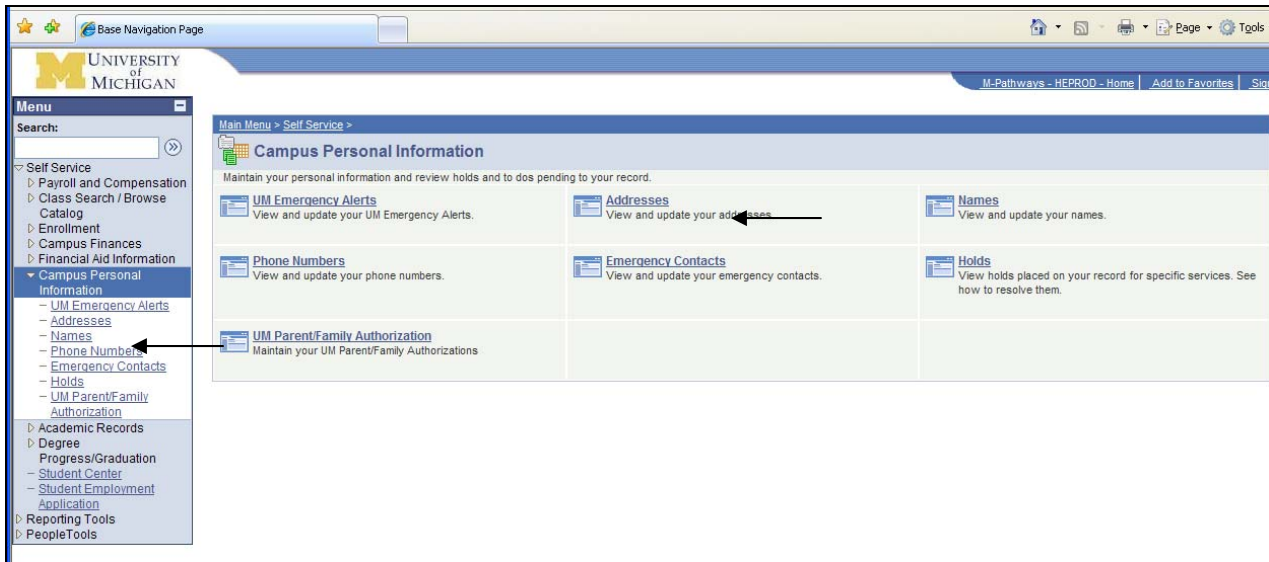 Base Navigation Page
Page
Tools
UNIVERSITY
of
MICHIGAN
M-Pathways - HEPROD - Home
Add to Favorites
Menu
Search:
Self Service
Payroll and Compensation
Class Search / Browse
Catalog
Enrollment
Campus Finances
Financial Aid Information
Campus Personal
Information
– UM Emergency Alerts
– Addresses
– Names
– Phone Numbers
– Emergency Contacts
– Holds
– UM Parent/Family
Authorization
Academic Records
Degree
Progress/Graduation
– Student Center
– Student Employment
Application
Reporting Tools
PeopleTools
Main Menu > Self Service >
Campus Personal Information
Maintain your personal information and review holds and to dos pending to your record.
UM Emergency Alerts
View and update your UM Emergency Alerts.
Addresses
View and update your addresses.
Names
View and update your names.
Phone Numbers
View and update your phone numbers.
Emergency Contacts
View and update your emergency contacts.
Holds
View holds placed on your record for specific services. See
how to resolve them.
UM Parent/Family Authorization
Maintain your UM Parent/Family Authorizations